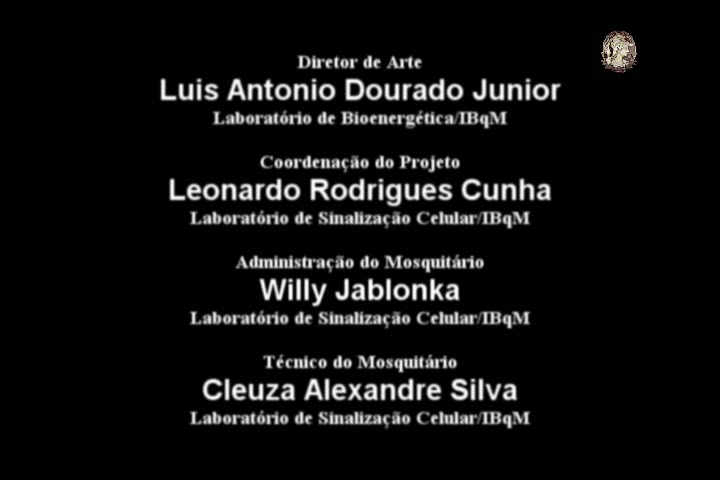 Diretor de Arte
Luis Antonio Dourado Junior
Laboratório de Bioenergética/IBqM
Coordenação do Projeto
Leonardo Rodrigues Cunha
Laboratório de Sinalização Celular/IBqM
Administração do Mosquitário
Willy Jablonka
Laboratório de Sinalização Celular/IBqM
Técnico do Mosquitário
Cleuza Alexandre Silva
Laboratório de Sinalização Celular/IBqM